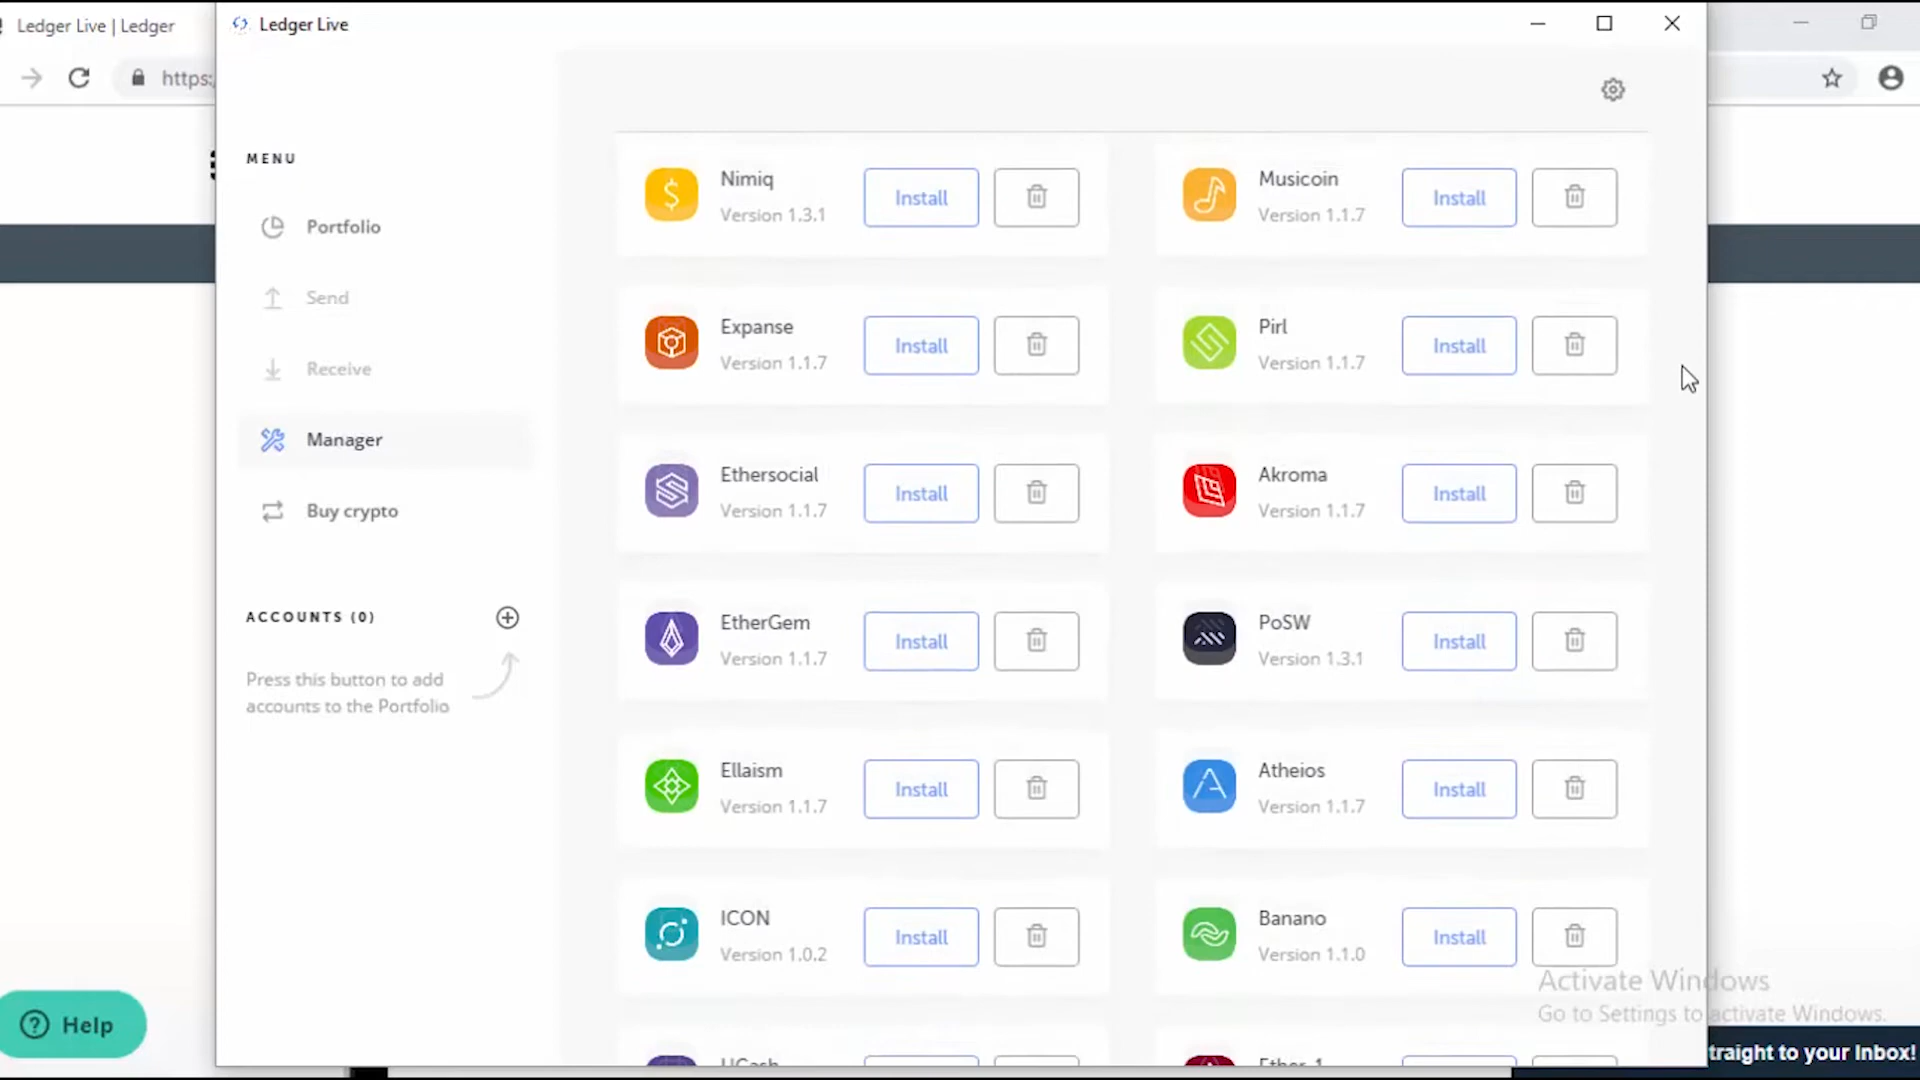 Ledger Live | Ledger
Ledger Live
https:
MENU
Portfolio
Send
Receive
Manager
Buy crypto
ACCOUNTS (0)
Press this button to add
accounts to the Portfolio
Nimiq
Version 1.3.1
Install
Musicoin
Version 1.1.7
Install
Expanse
Version 1.1.7
Install
Pirl
Version 1.1.7
Install
Ethersocial
Version 1.1.7
Install
Akroma
Version 1.1.7
Install
EtherGem
Version 1.1.7
Install
PoSW
Version 1.3.1
Install
Ellaism
Version 1.1.7
Install
Atheios
Version 1.1.7
Install
ICON
Version 1.0.2
Install
Banano
Version 1.1.0
Install
Activate Windows
Go to Settings to activate Windows.
Help
traight to your Inbox!